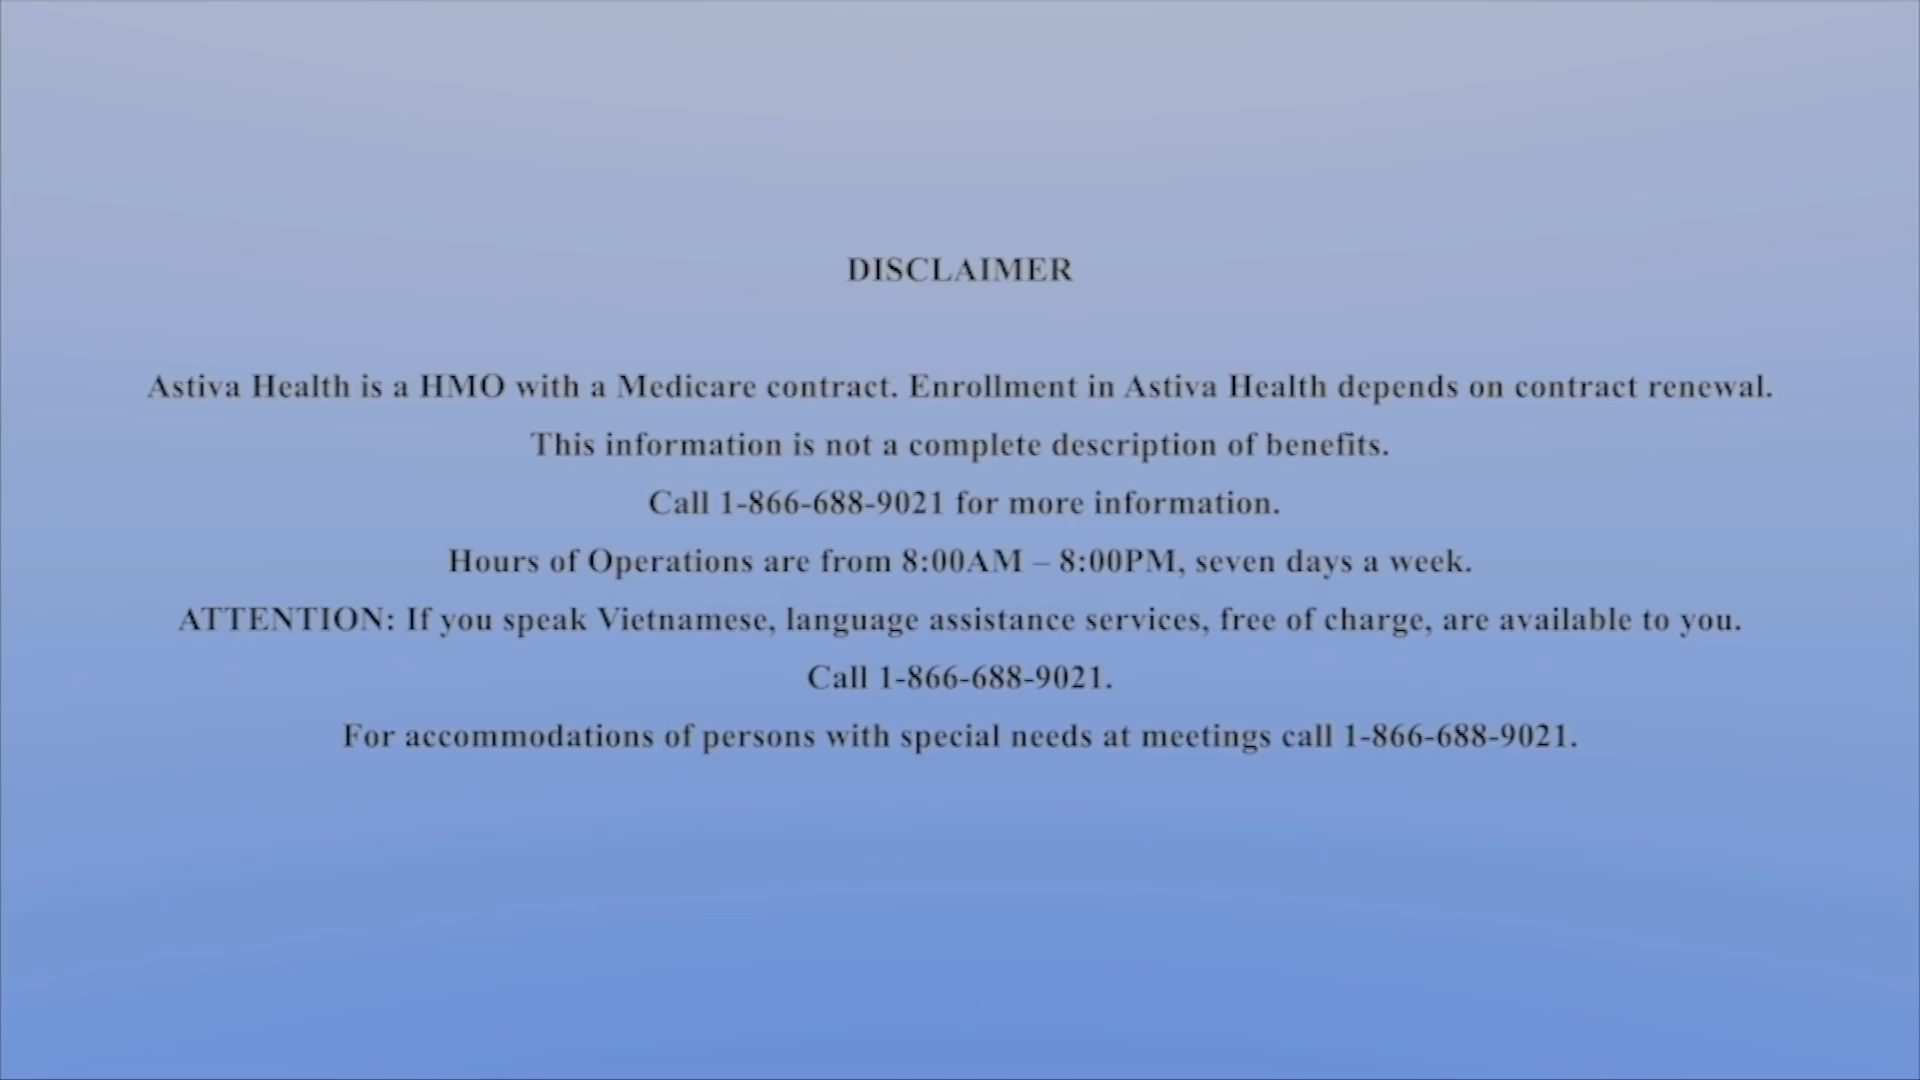 DISCLAIMER
Astiva Health is a HMO with a Medicare contract. Enrollment in Astiva Health depends on contract renewal.
This information is not a complete description of benefits.
Call 1-866-688-9021 for more information.
Hours of Operations are from 8:00AM – 8:00PM, seven days a week.
ATTENTION: If you speak Vietnamese, language assistance services, free of charge, are available to you.
Call 1-866-688-9021.
For accommodations of persons with special needs at meetings call 1-866-688-9021.